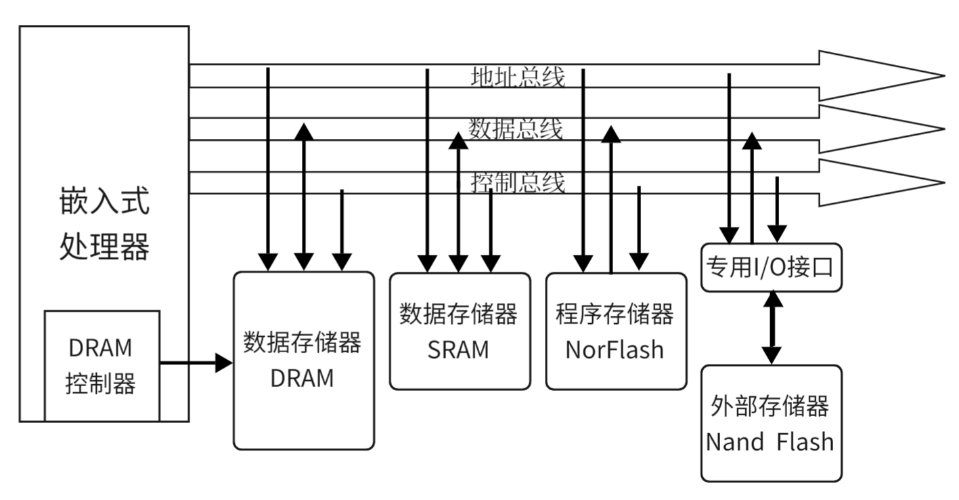 地址总线
数据总线
控制总线
嵌入式
处理器
DRAM
控制器
数据存储器
DRAM
数据存储器
SRAM
程序存储器
NorFlash
专用I/O接口
外部存储器
Nand Flash